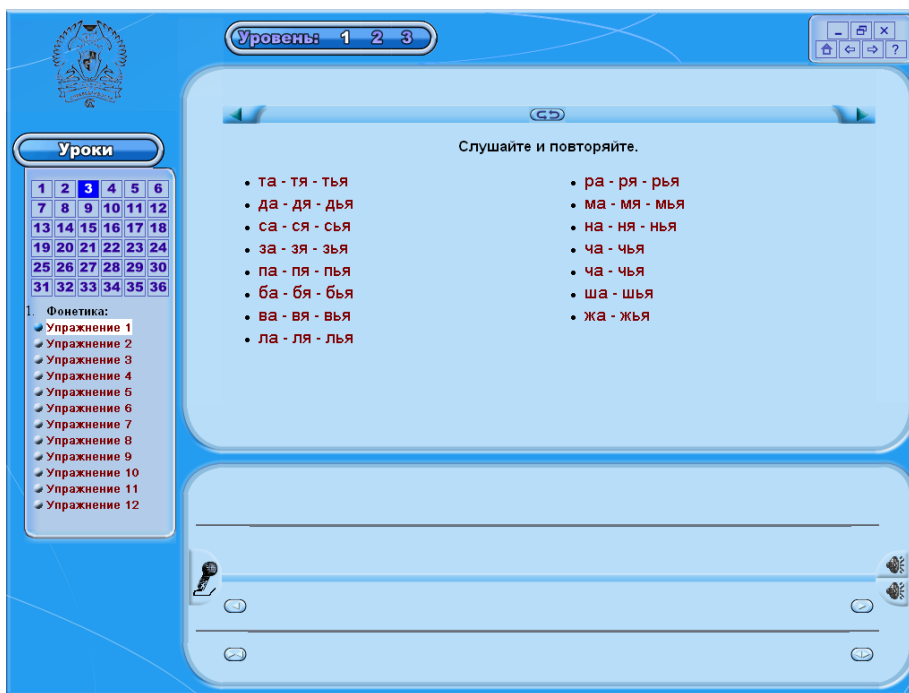 Уровень: 1 2 3
Уроки
1 2 3 4 5 6
7 8 9 10 11 12
13 14 15 16 17 18
19 20 21 22 23 24
25 26 27 28 29 30
31 32 33 34 35 36
1. Фонетика:
Упражнение 1
Упражнение 2
Упражнение 3
Упражнение 4
Упражнение 5
Упражнение 6
Упражнение 7
Упражнение 8
Упражнение 9
Упражнение 10
Упражнение 11
Упражнение 12
Слушайте и повторяйте.
та - тя - тья
да - дя - дья
са - ся - сья
за - зя - зья
па - пя - пья
ба - бя - бья
ва - вя - вья
ла - ля - лья
ра - ря - рья
ма - мя - мья
на - ня - нья
ча - чья
ча - чья
ша - шья
жа - жья